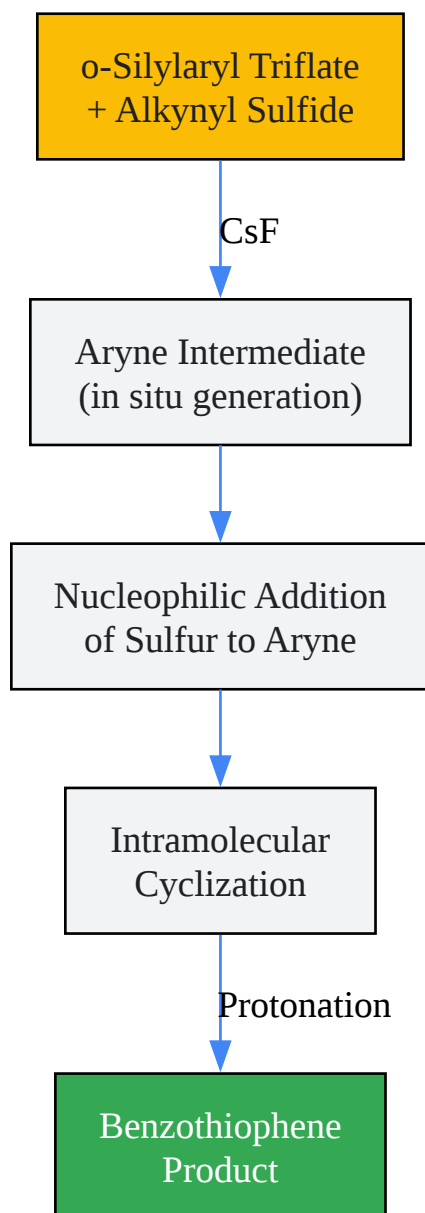 o-Silylaryl Triflate
+ Alkynyl Sulfide
CsF
Aryne Intermediate
(in situ generation)
Nucleophilic Addition
of Sulfur to Aryne
Intramolecular
Cyclization
Protonation
Benzothiophene
Product